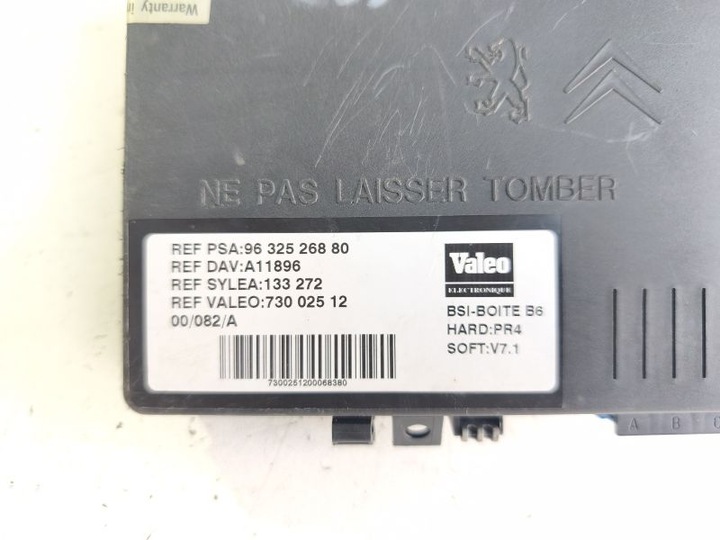 Warranty
NE PAS LAISSER TOMBER
REF PSA:96 325 268 80
REF DAV:A11896
REF SYLEA:133 272
REF VALEO:730 025 12
00/082/A
7300251200068380
Valeo
ELECTRONIQUE
BSI-BOITE B6
HARD:PR4
SOFT:V7.1
A B C